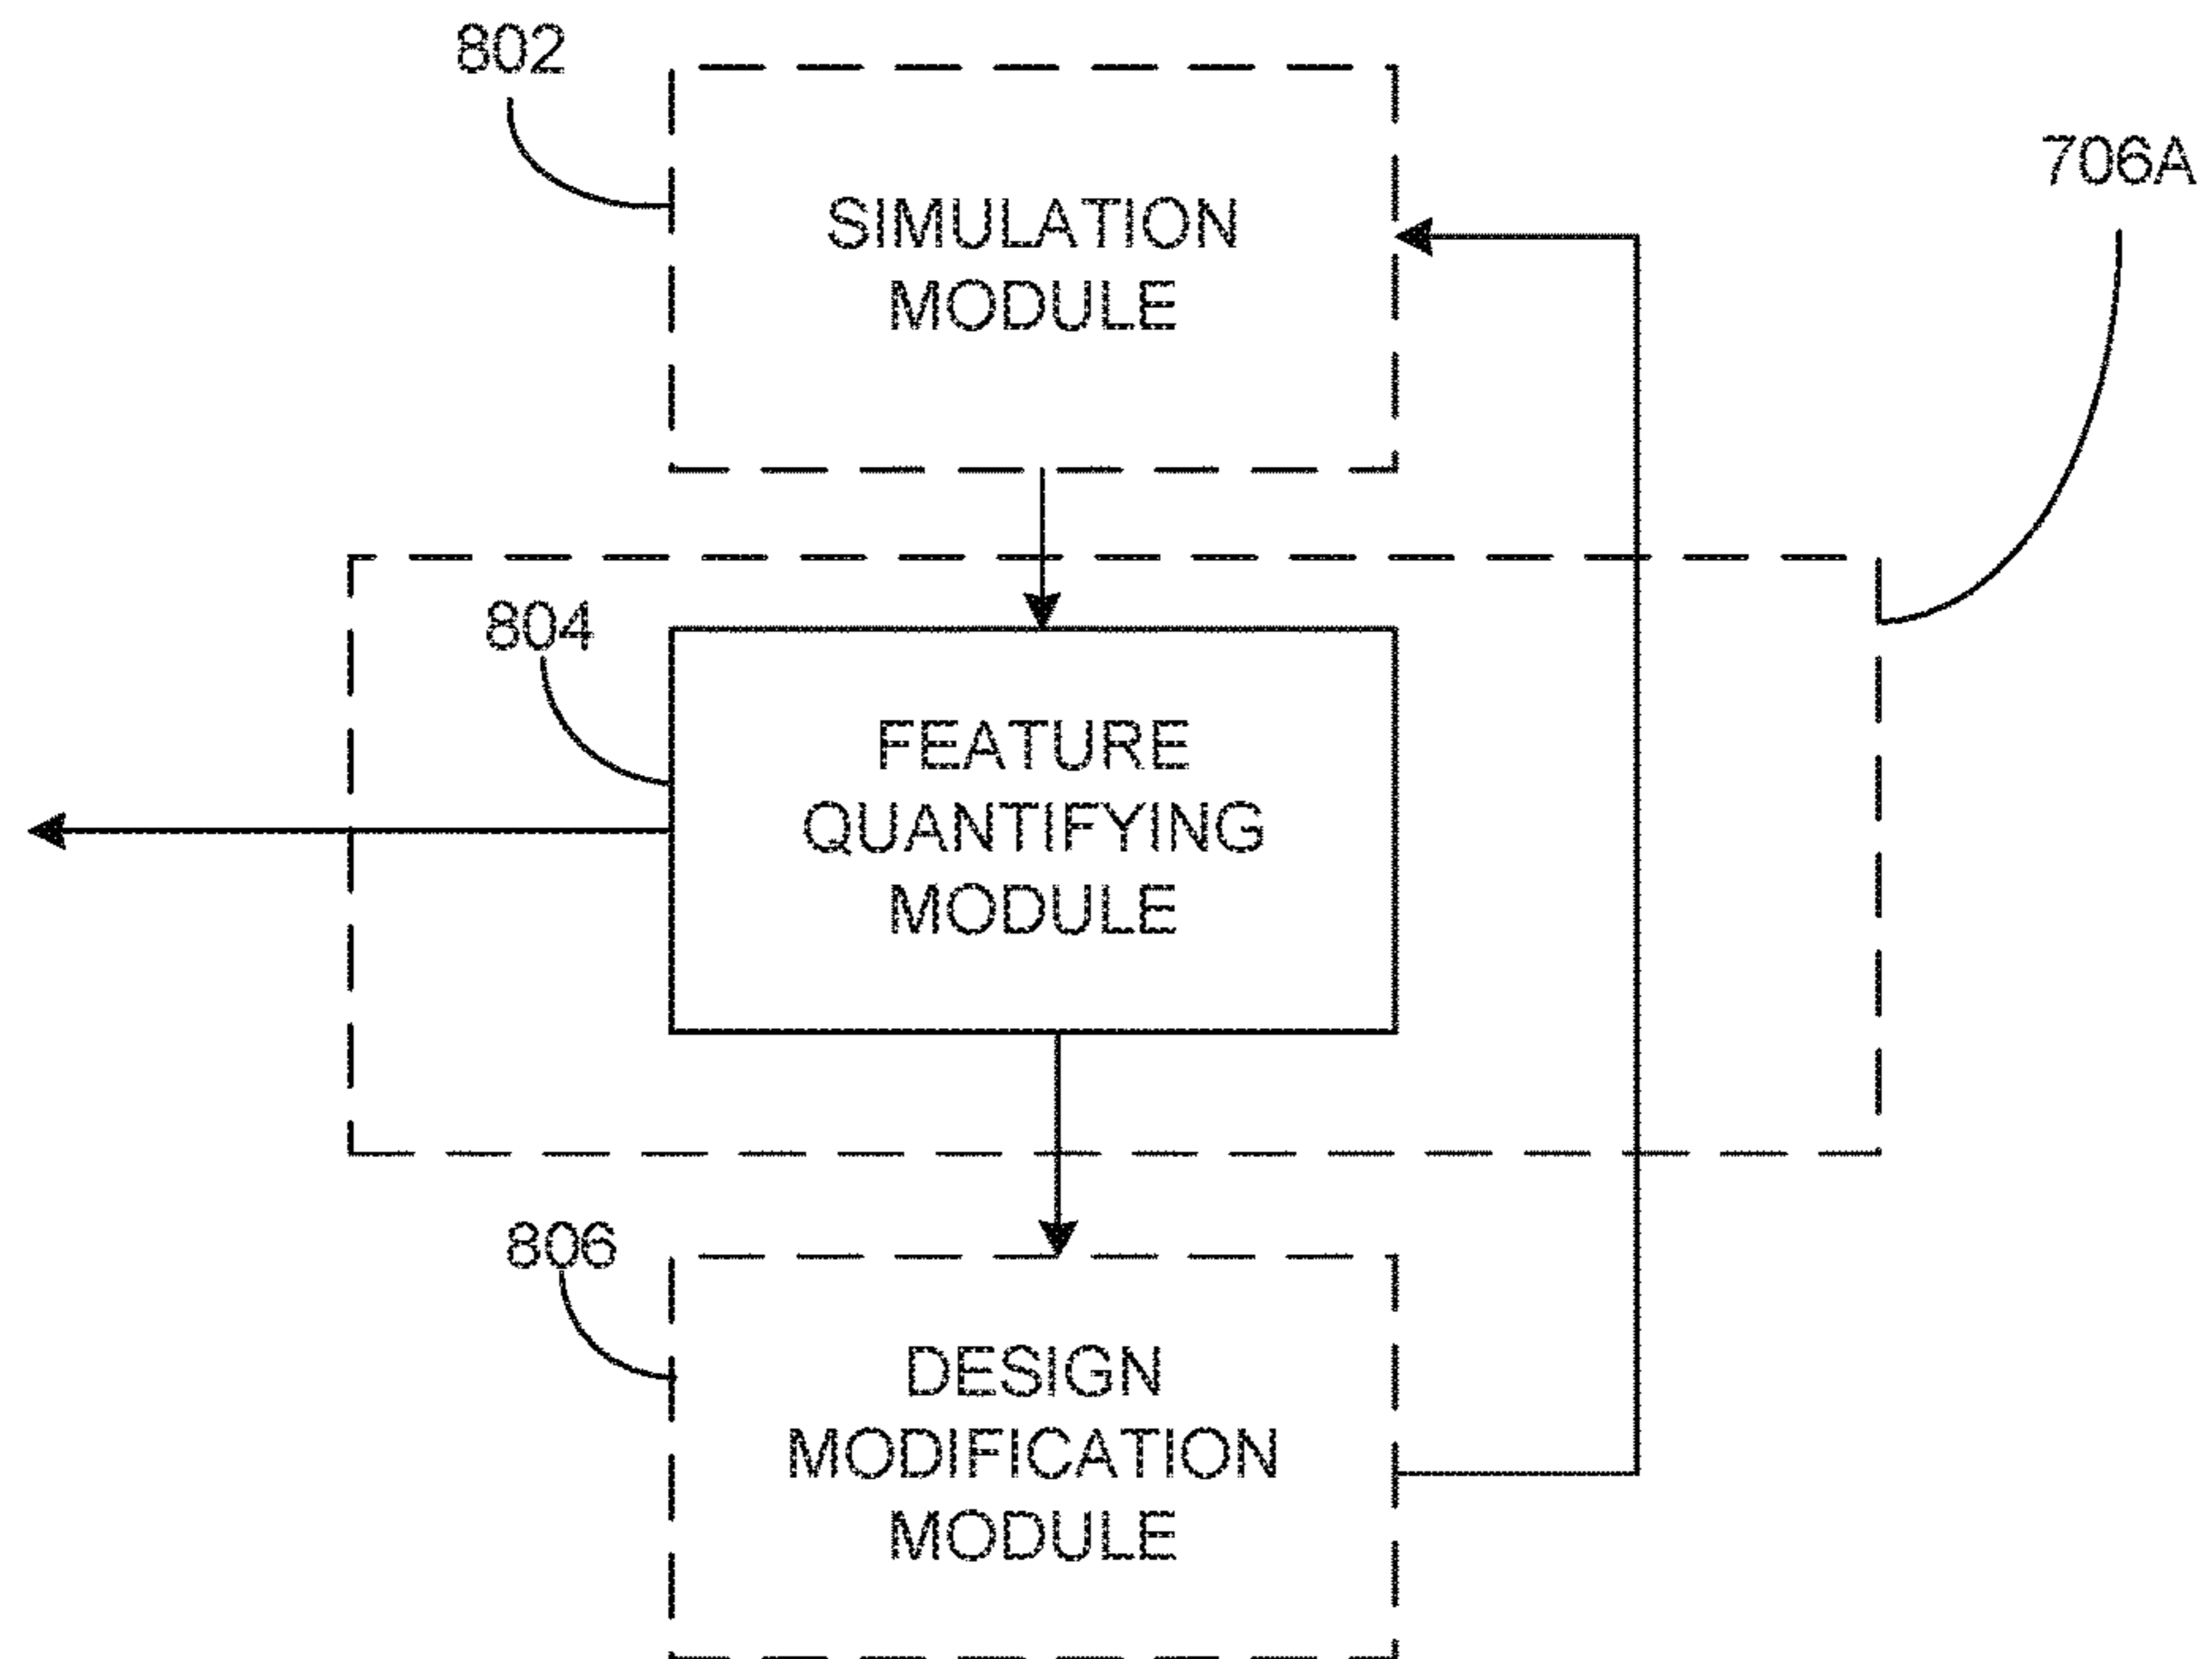 802
706A
SIMULATION
MODULE
804
FEATURE
QUANTIFYING
MODULE
806
DESIGN
MODIFICATION
MODULE